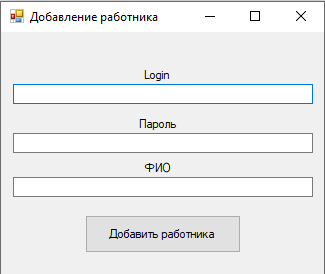 Добавление работника
Login
Пароль
ФИО
Добавить работника